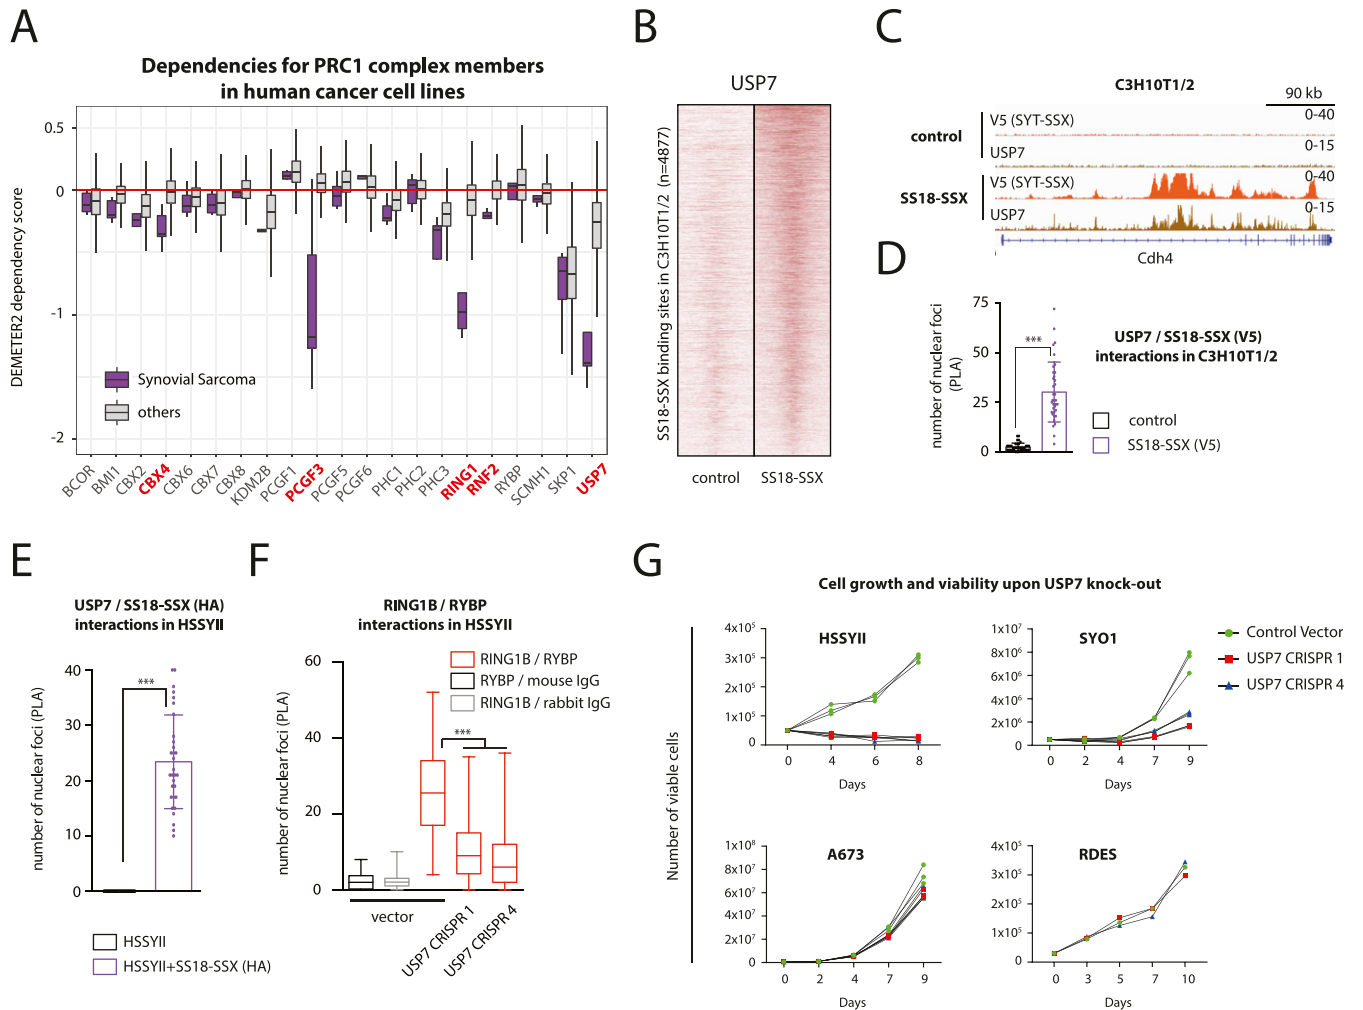 A
Dependencies for PRC1 complex members
in human cancer cell lines
DEMETER2 dependency score
0.5
0
-1
-2
Synovial Sarcoma
others
BCOR
BMI1
CBX2
CBX4
CBX6
CBX7
CBX8
KDM2B
PCGF1
PCGF3
PCGF5
PCGF6
PHC1
PHC2
PHC3
RING1
RNF2
RYBP
SCMH1
SKP1
USP7
B
USP7
SS18-SSX binding sites in C3H10T1/2 (n=4877)
control
SS18-SSX
C
C3H10T1/2
90 kb
control
V5 (SYT-SSX)
0-40
USP7
0-15
SS18-SSX
V5 (SYT-SSX)
0-40
USP7
0-15
Cdh4
D
number of nuclear foci
(PLA)
75
50
25
0
***
USP7 / SS18-SSX (V5)
interactions in C3H10T1/2
control
SS18-SSX (V5)
E
USP7 / SS18-SSX (HA)
interactions in HSSYII
number of nuclear foci (PLA)
40
30
20
10
0
***
HSSYII
HSSYII+SS18-SSX (HA)
F
RING1B / RYBP
interactions in HSSYII
number of nuclear foci (PLA)
60
40
20
0
RING1B / RYBP
RYBP / mouse IgG
RING1B / rabbit IgG
***
vector
USP7 CRISPR 1
USP7 CRISPR 4
G
Cell growth and viability upon USP7 knock-out
Number of viable cells
HSSYII
4x10⁵
3x10⁵
2x10⁵
1x10⁵
0
0 4 6 8
Days
SYO1
1x10⁷
8x10⁶
6x10⁶
4x10⁶
2x10⁶
0
0 2 4 7 9
Days
Control Vector
USP7 CRISPR 1
USP7 CRISPR 4
A673
1x10⁸
8x10⁷
6x10⁷
4x10⁷
2x10⁷
0
0 2 4 7 9
Days
RDES
4x10⁵
3x10⁵
2x10⁵
1x10⁵
0
0 3 5 7 10
Days